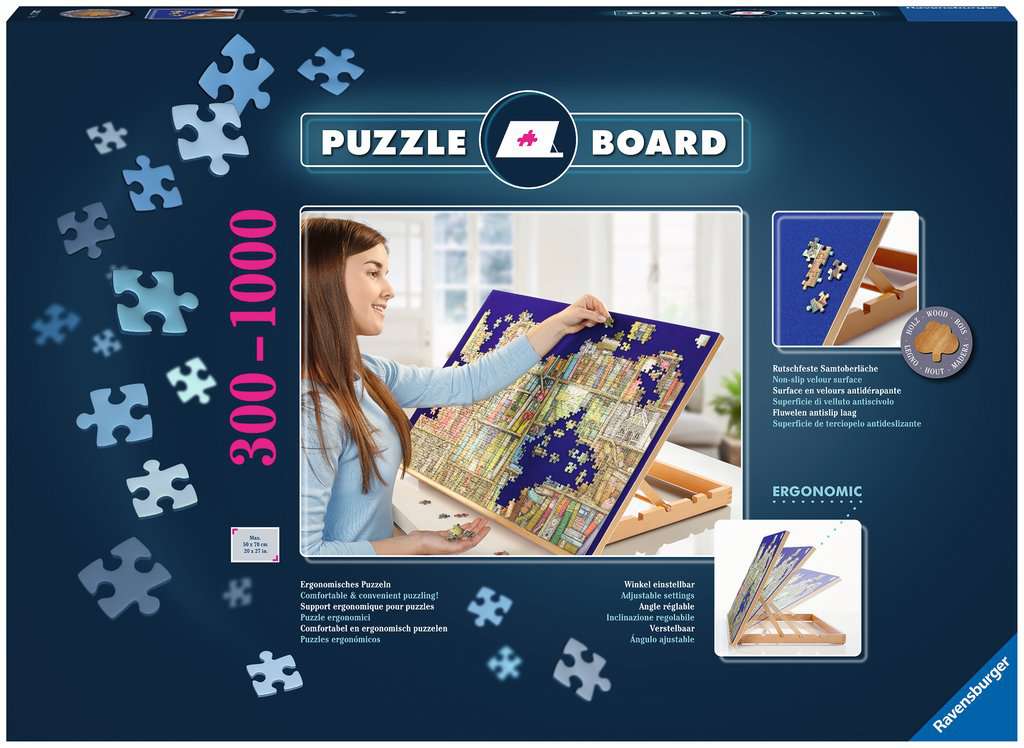 PUZZLE BOARD
Ravensburger
PUZZLE BOARD
300 – 1000
HOLZ · WOOD · BOIS · MADERA · HOUT · LEGNO ·
Rutschfeste Samtoberläche
Non-slip velour surface
Surface en velours antidérapante
Superficie di velluto antiscivolo
Fluwelen antislip laag
Superficie de terciopelo antideslizante
ERGONOMIC
Max.
50 x 70 cm
20 x 27 in.
Ergonomisches Puzzeln
Comfortable & convenient puzzling!
Support ergonomique pour puzzles
Puzzle ergonomici
Comfortabel en ergonomisch puzzelen
Puzzles ergonómicos
Winkel einstellbar
Adjustable settings
Angle réglable
Inclinazione regolabile
Verstelbaar
Ángulo ajustable
Ravensburger